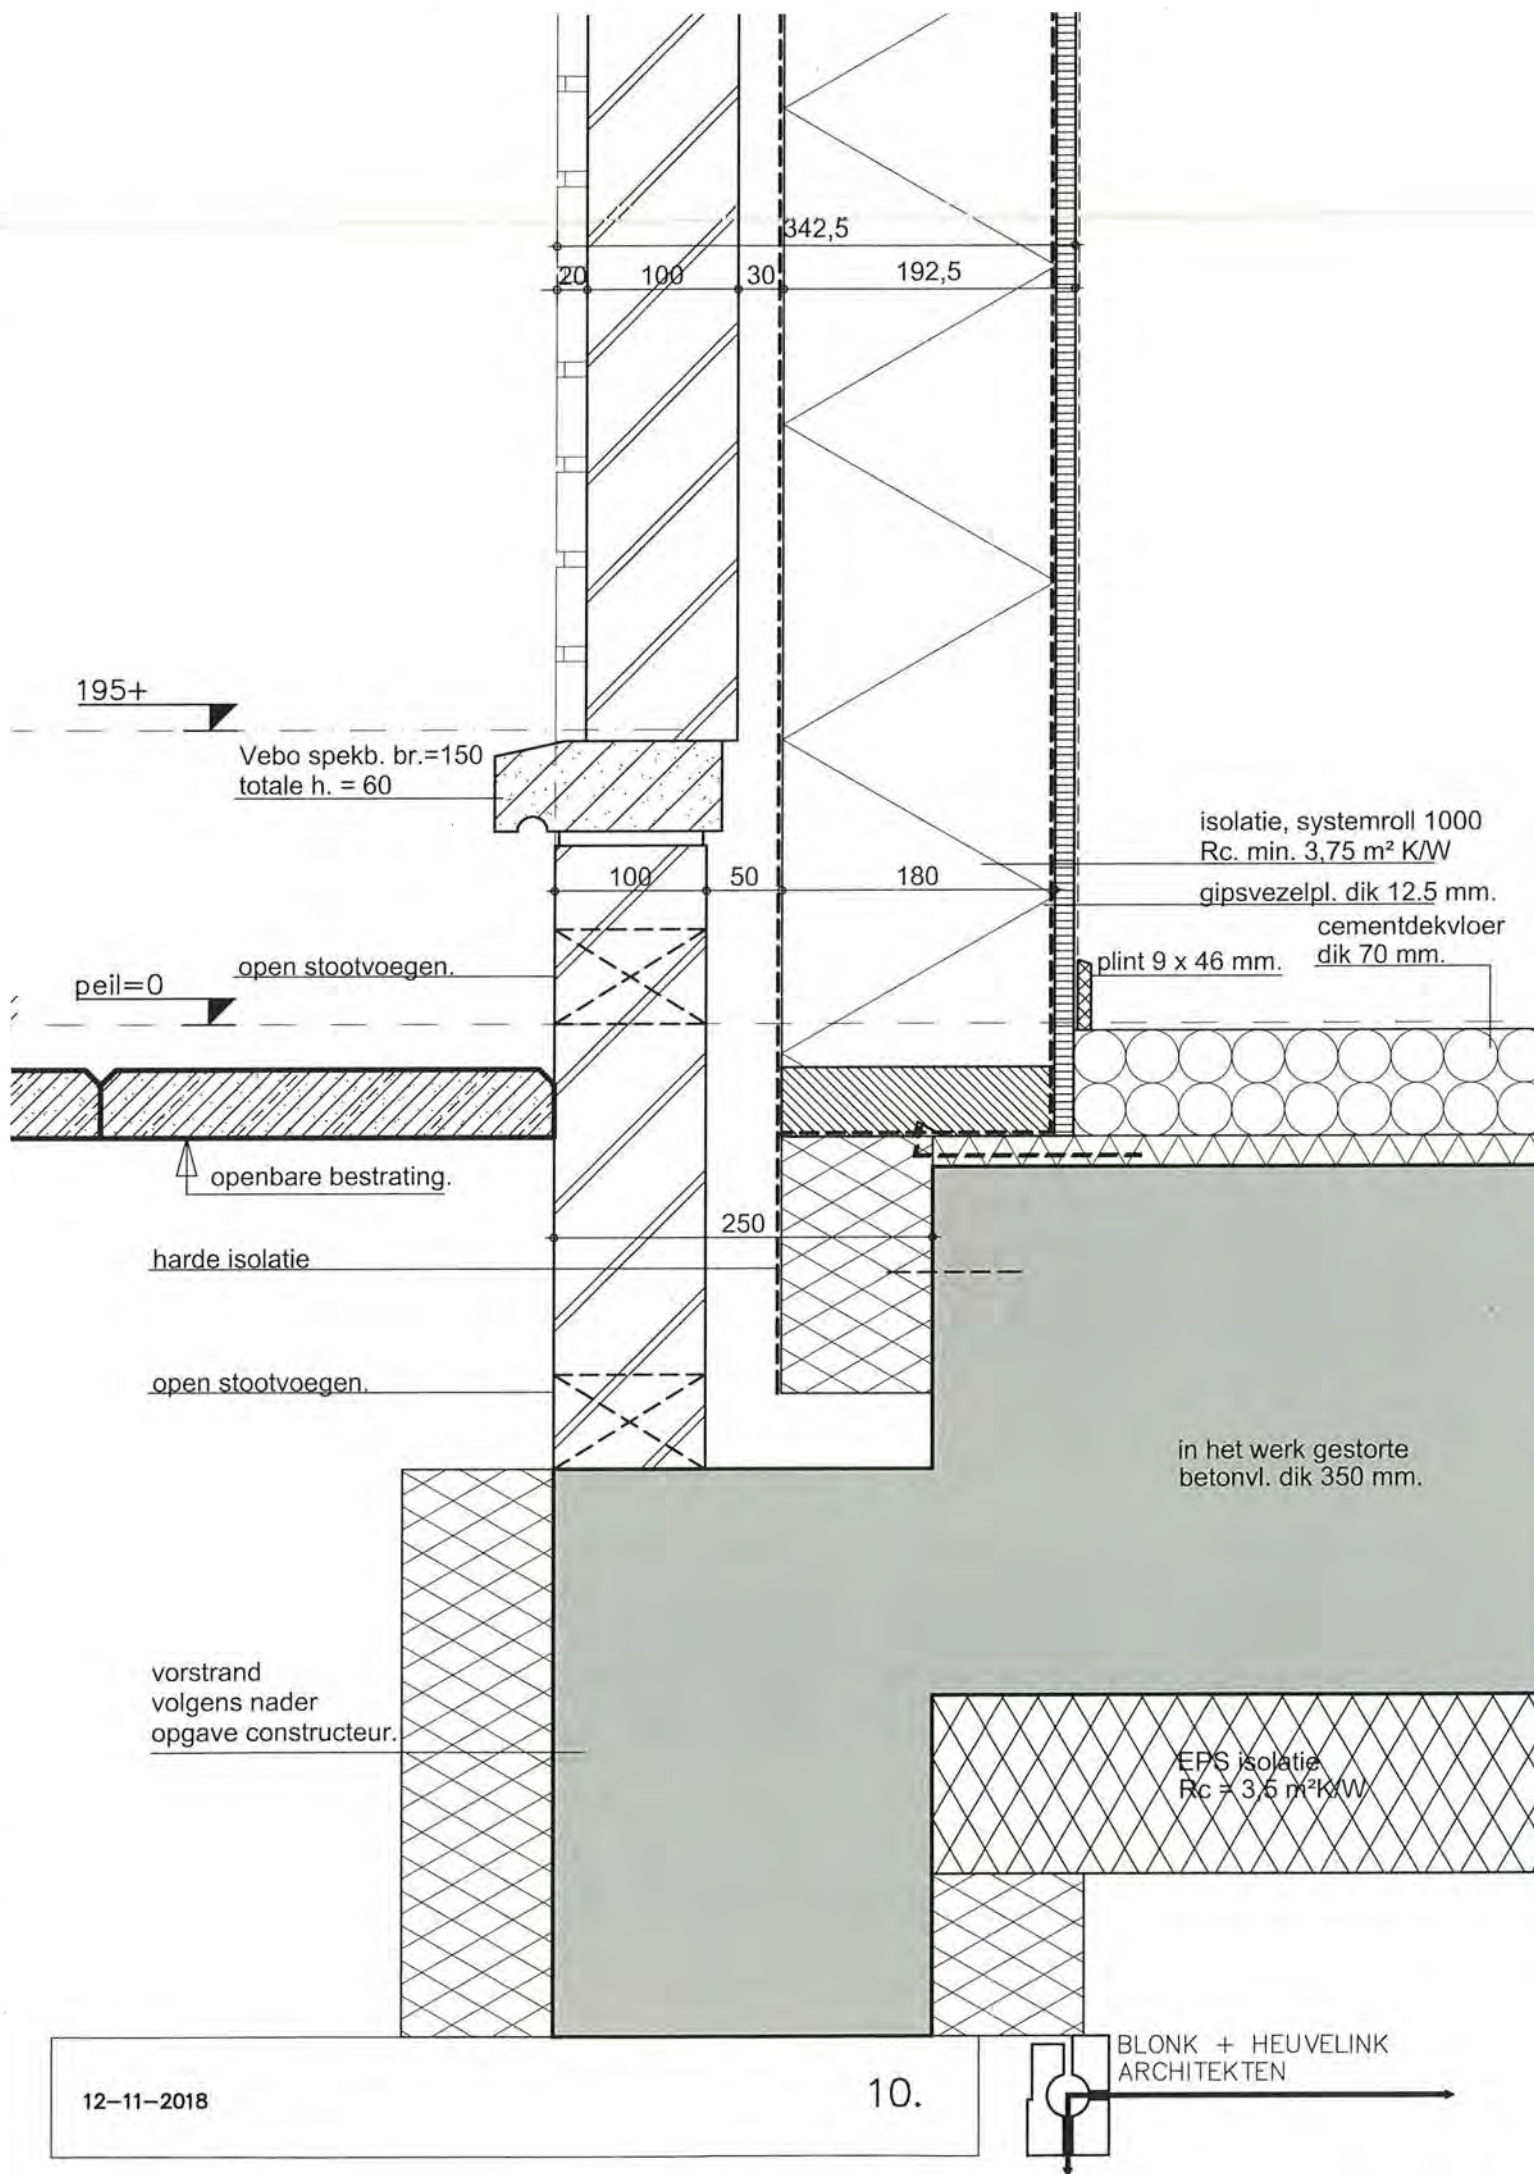 342,5
20
100
30
192,5
195+
Vebo spekb. br.=150
totale h. = 60
isolatie, systemroll 1000
Rc. min. 3,75 m² K/W
100
50
180
gipsvezelpl. dik 12.5 mm.
cementdekvloer
dik 70 mm.
open stootvoegen.
plint 9 x 46 mm.
peil=0
openbare bestrating.
250
harde isolatie
open stootvoegen.
in het werk gestorte
betonvl. dik 350 mm.
vorstrand
volgens nader
opgave constructeur.
EPS isolatie
Rc = 3,5 m²K/W
12-11-2018
10.
BLONK + HEUVELINK
ARCHITEKTEN